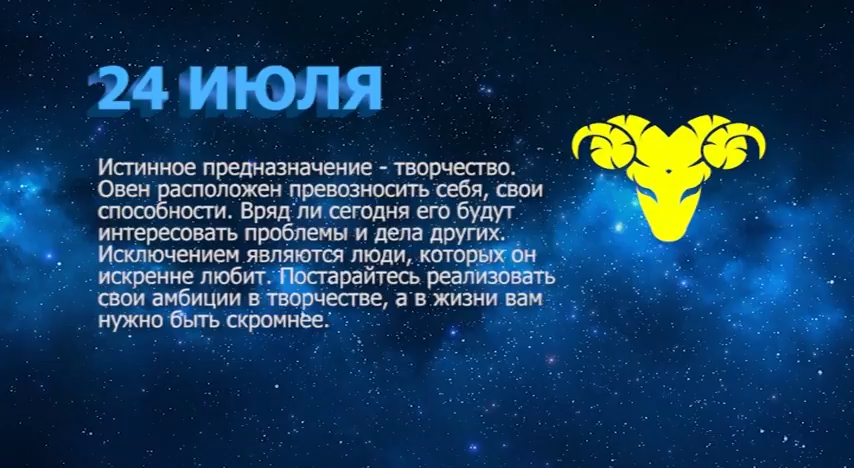 24 ИЮЛЯ
Истинное предназначение - творчество.
Овен расположен превозносить себя, свои
способности. Вряд ли сегодня его будут
интересовать проблемы и дела других.
Исключением являются люди, которых он
искренне любит. Постарайтесь реализовать
свои амбиции в творчестве, а в жизни вам
нужно быть скромнее.